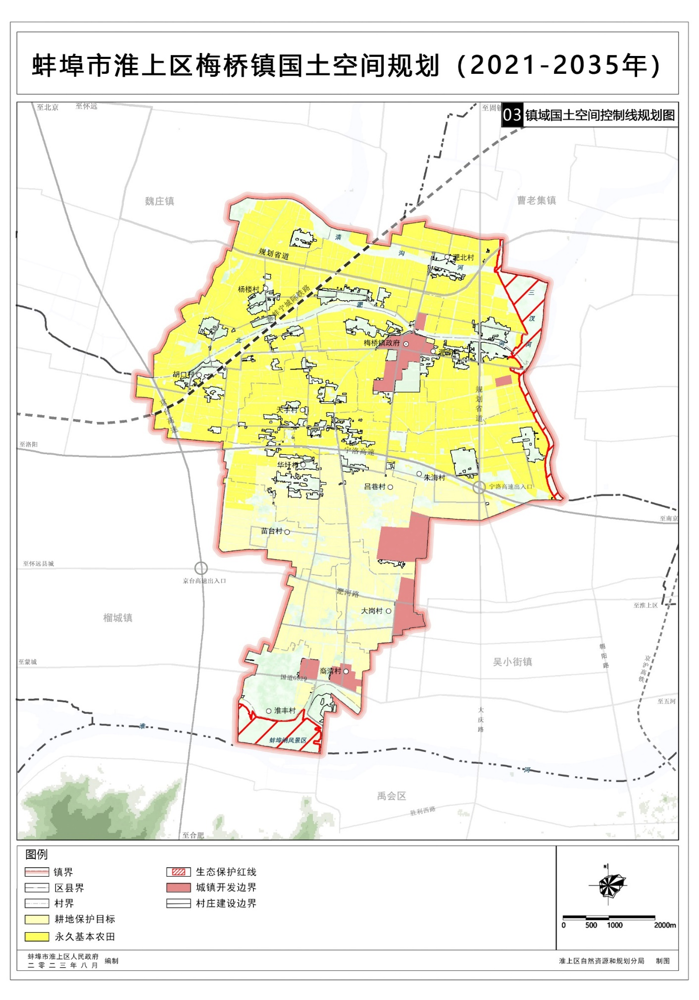 蚌埠市淮上区梅桥镇国土空间规划（2021-2035年）
03 镇域国土空间控制线规划图
至北京
至怀远
至固镇
魏庄镇
曹老集镇
清
沟
河
规划省道
淝北村
杨楼村
蚌宁城际铁路
三
汊
河
北
淝
河
梅桥镇政府
胡口村
京台高速
规划省道
至洛阳
宁洛高速
华圩村
朱海村
吕巷村
宁洛高速出入口
至南京
苗台村
至怀远县城
京台高速出入口
淝河路
大岗村
至淮上区
榴城镇
朝阳路
京沪高铁
至蒙城
吴小街镇
国道G329
裔湾村
至五河
淮丰村
大庆路
淮
蚌埠闸风景区
河
禹会区
胜利西路
至合肥
图例
镇界
区县界
村界
耕地保护目标
永久基本农田
生态保护红线
城镇开发边界
村庄建设边界
N
0 500 1000 2000m
蚌埠市淮上区人民政府
二零二三年八月
编制
淮上区自然资源和规划分局 制图